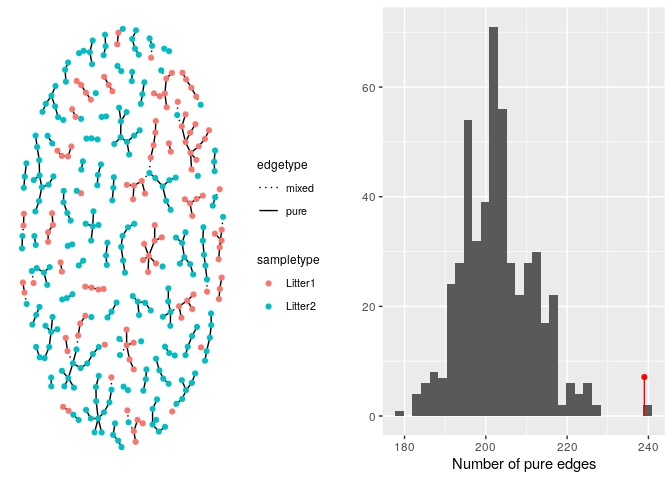 edgetype
mixed
pure
sampletype
Litter1
Litter2
60
40
20
0
180
200
220
240
Number of pure edges